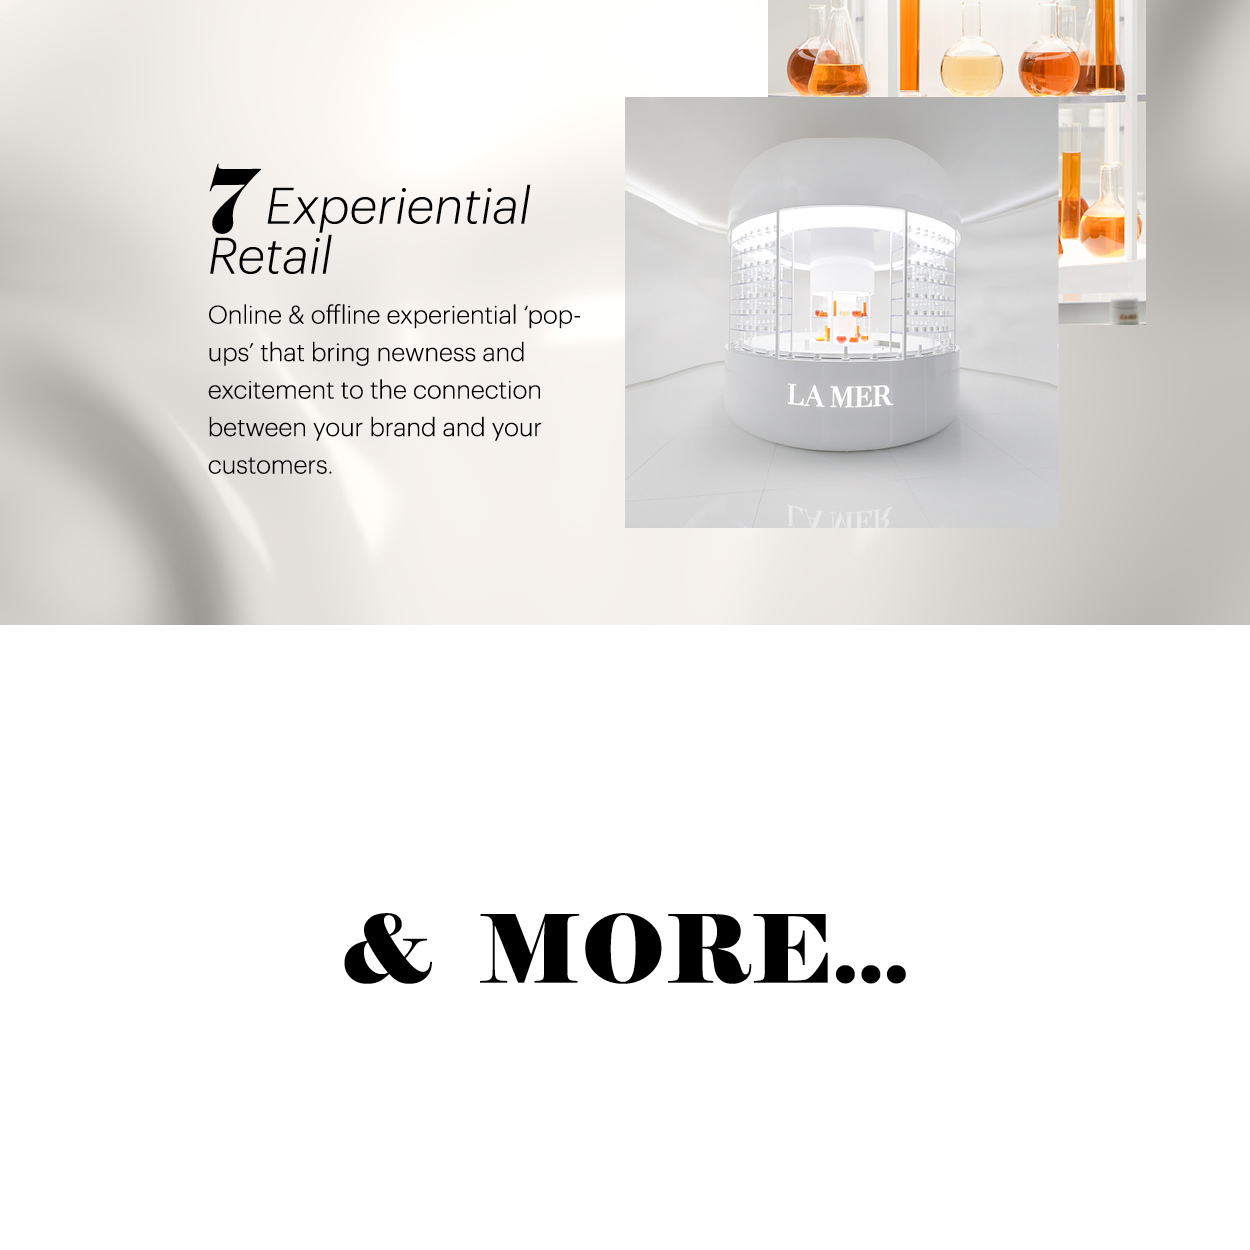 7 Experiential
Retail
Online & offline experiential ‘pop-
ups’ that bring newness and
excitement to the connection
between your brand and your
customers.
LA MER
LA MER
& MORE...